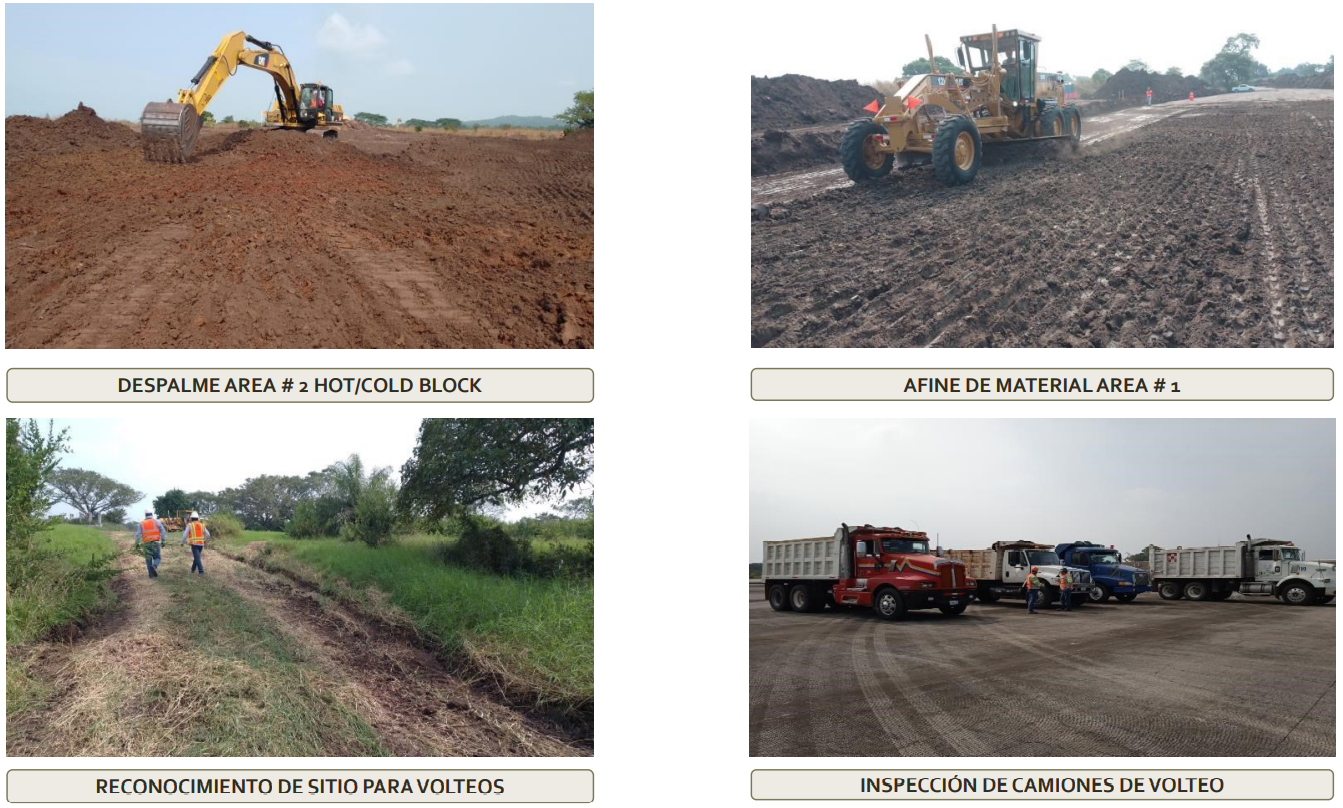 CAT
DESPALME AREA # 2 HOT/COLD BLOCK
AFINE DE MATERIAL AREA # 1
RECONOCIMIENTO DE SITIO PARA VOLTEOS
INSPECCIÓN DE CAMIONES DE VOLTEO